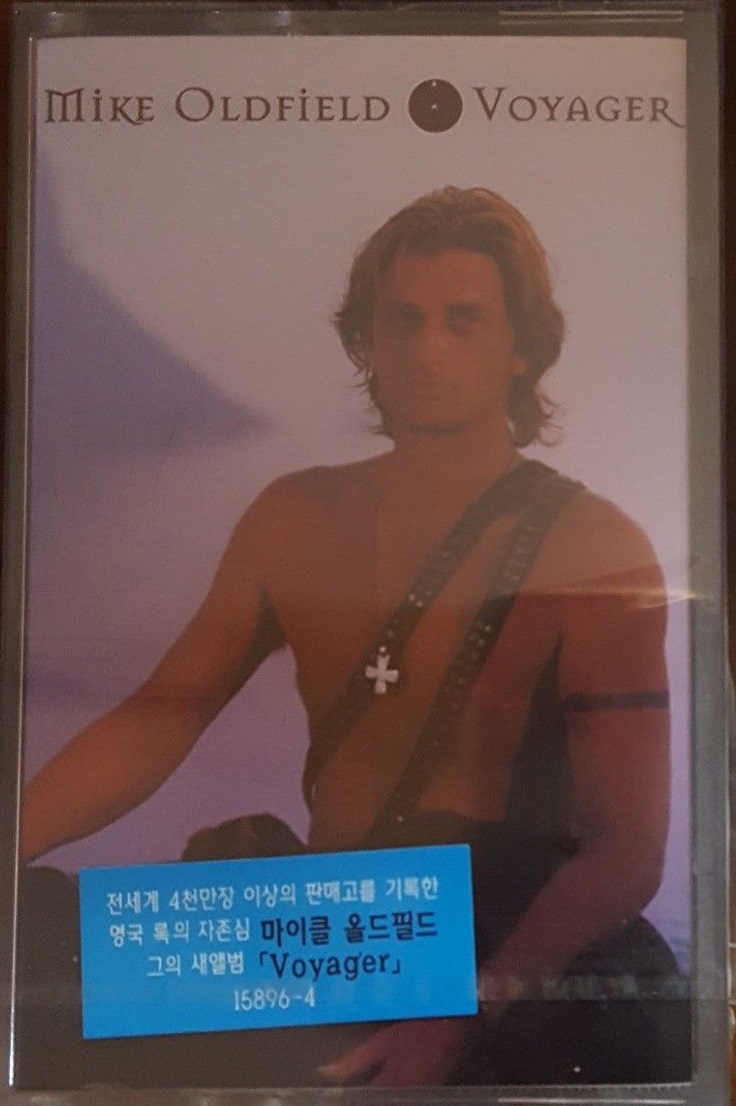 Mike Oldfield Voyager
전세계 4천만장 이상의 판매고를 기록한
영국 록의 자존심 마이클 올드필드
그의 새앨범 「Voyager」
15896-4